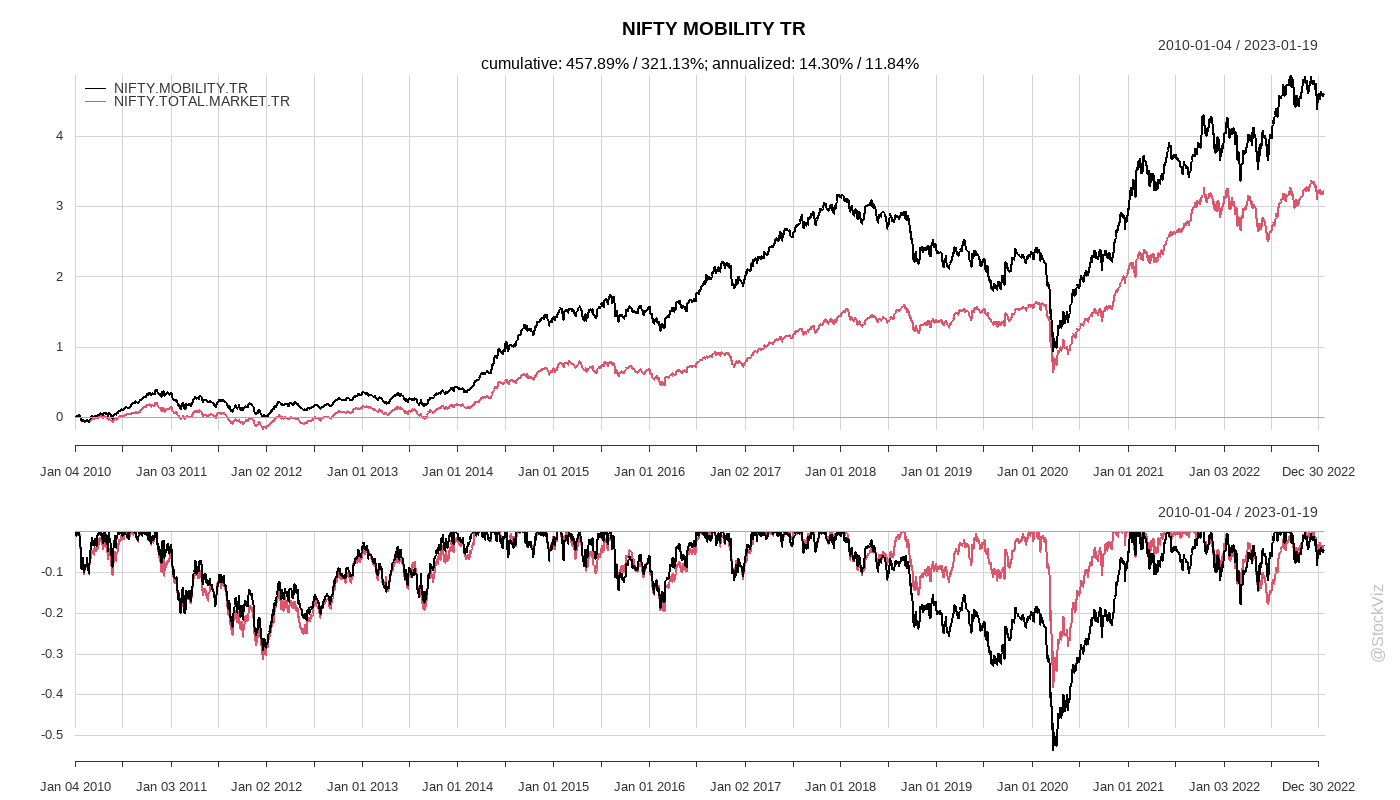 NIFTY MOBILITY TR
2010-01-04 / 2023-01-19
cumulative: 457.89% / 321.13%; annualized: 14.30% / 11.84%
NIFTY.MOBILITY.TR
NIFTY.TOTAL.MARKET.TR
4
3
2
1
0
Jan 04 2010 Jan 03 2011 Jan 02 2012 Jan 01 2013 Jan 01 2014 Jan 01 2015 Jan 01 2016 Jan 02 2017 Jan 01 2018 Jan 01 2019 Jan 01 2020 Jan 01 2021 Jan 03 2022 Dec 30 2022
2010-01-04 / 2023-01-19
-0.1
-0.2
-0.3
-0.4
-0.5
Jan 04 2010 Jan 03 2011 Jan 02 2012 Jan 01 2013 Jan 01 2014 Jan 01 2015 Jan 01 2016 Jan 02 2017 Jan 01 2018 Jan 01 2019 Jan 01 2020 Jan 01 2021 Jan 03 2022 Dec 30 2022
@StockViz